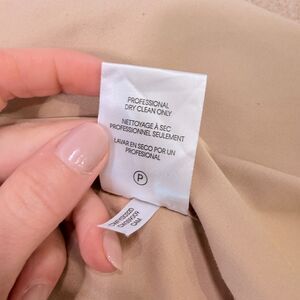 PROFESSIONAL
DRY CLEAN ONLY
NETTOYAGE À SEC
PROFESSIONNEL SEULEMENT
LAVAR EN SECO POR UN
PROFESIONAL
P